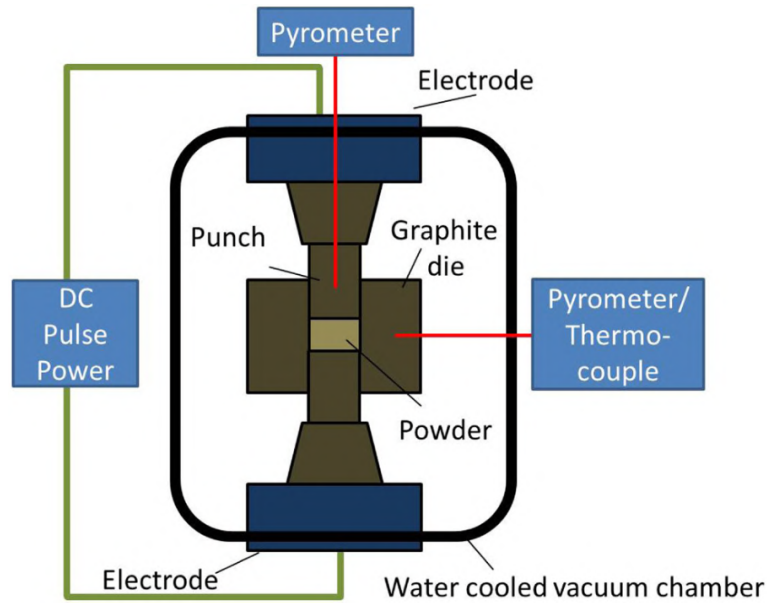 Pyrometer
Electrode
Punch
Graphite
die
DC
Pulse
Power
Pyrometer/
Thermo-
couple
Powder
Electrode
Water cooled vacuum chamber